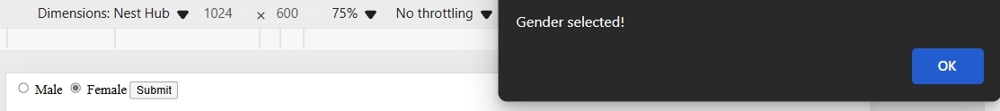 Dimensions: Nest Hub 1024 × 600 75% No throttling
Gender selected!
OK
Male Female Submit